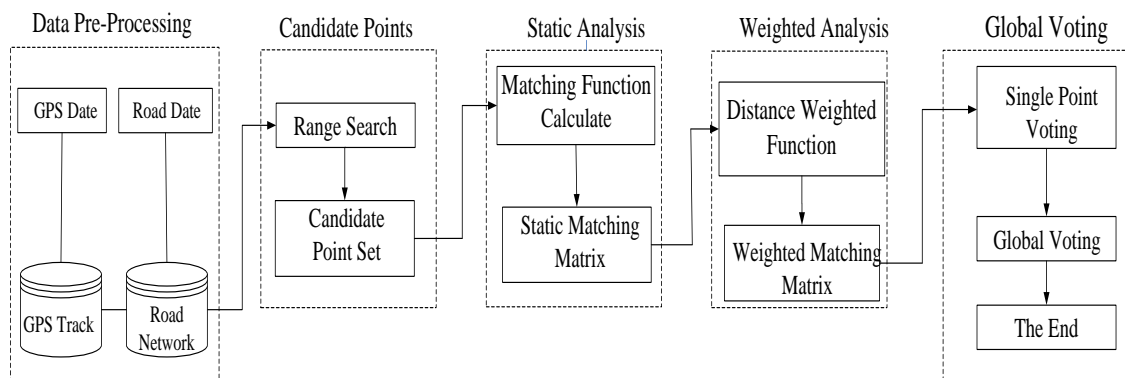 Data Pre-Processing
GPS Date
Road Date
GPS Track
Road
Network
Candidate Points
Range Search
Candidate
Point Set
Static Analysis
Matching Function
Calculate
Static Matching
Matrix
Weighted Analysis
Distance Weighted
Function
Weighted Matching
Matrix
Global Voting
Single Point
Voting
Global Voting
The End